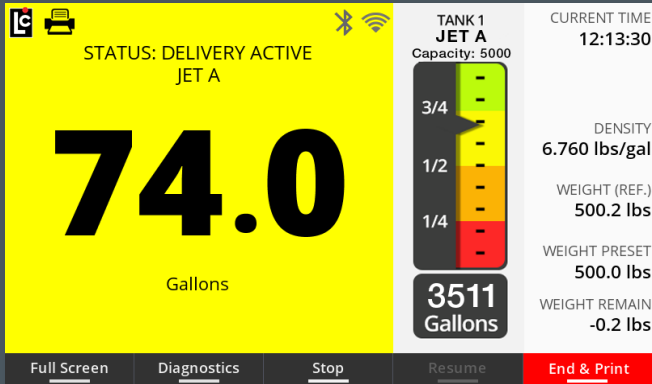 LC
STATUS: DELIVERY ACTIVE
JET A
74.0
Gallons
TANK 1
JET A
Capacity: 5000
3/4
1/2
1/4
3511
Gallons
CURRENT TIME
12:13:30
DENSITY
6.760 lbs/gal
WEIGHT (REF.)
500.2 lbs
WEIGHT PRESET
500.0 lbs
WEIGHT REMAIN
-0.2 lbs
Full Screen
Diagnostics
Stop
Resume
End & Print